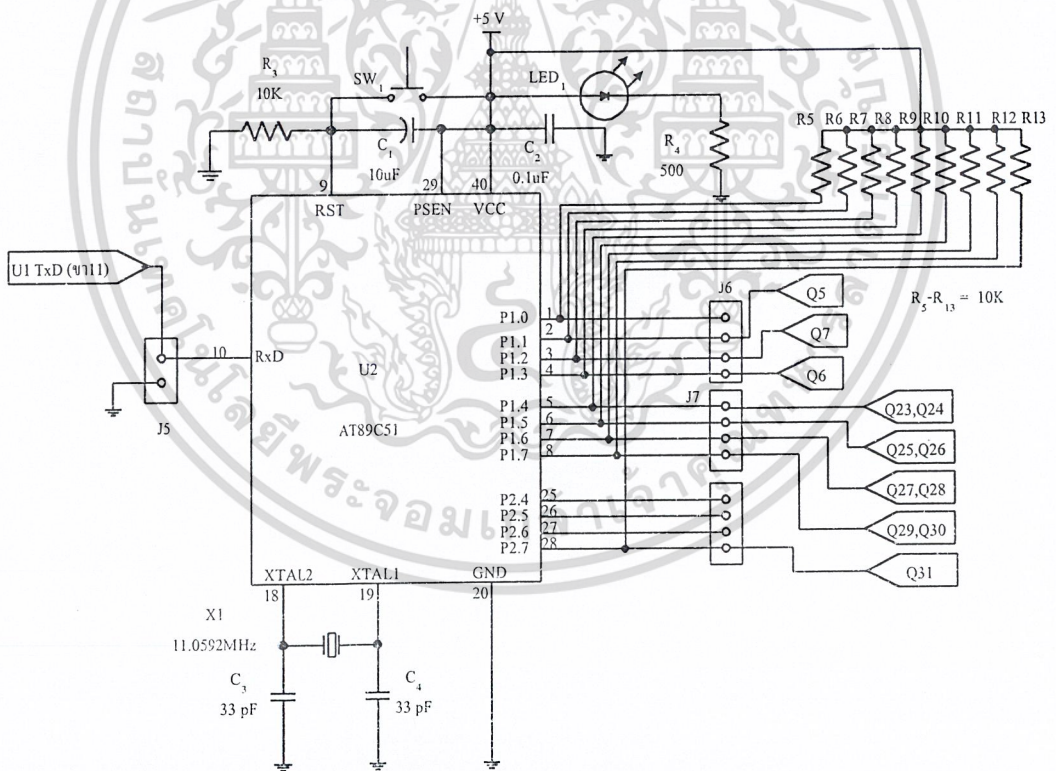 +5 V
R3
10K
SW1
LED1
C1
10uF
C2
0.1uF
R4
500
R5 R6 R7 R8 R9 R10 R11 R12 R13
9
29
40
RST
PSEN
VCC
U1 TxD (ขา11)
10
RxD
J5
U2
AT89C51
P1.0
1
P1.1
2
P1.2
3
P1.3
4
P1.4
5
P1.5
6
P1.6
7
P1.7
8
P2.4
25
P2.5
26
P2.6
27
P2.7
28
J6
J7
Q5
Q7
Q6
R5-R13 = 10K
Q23,Q24
Q25,Q26
Q27,Q28
Q29,Q30
Q31
XTAL2
XTAL1
GND
18
19
20
X1
11.0592MHz
C3
33 pF
C4
33 pF